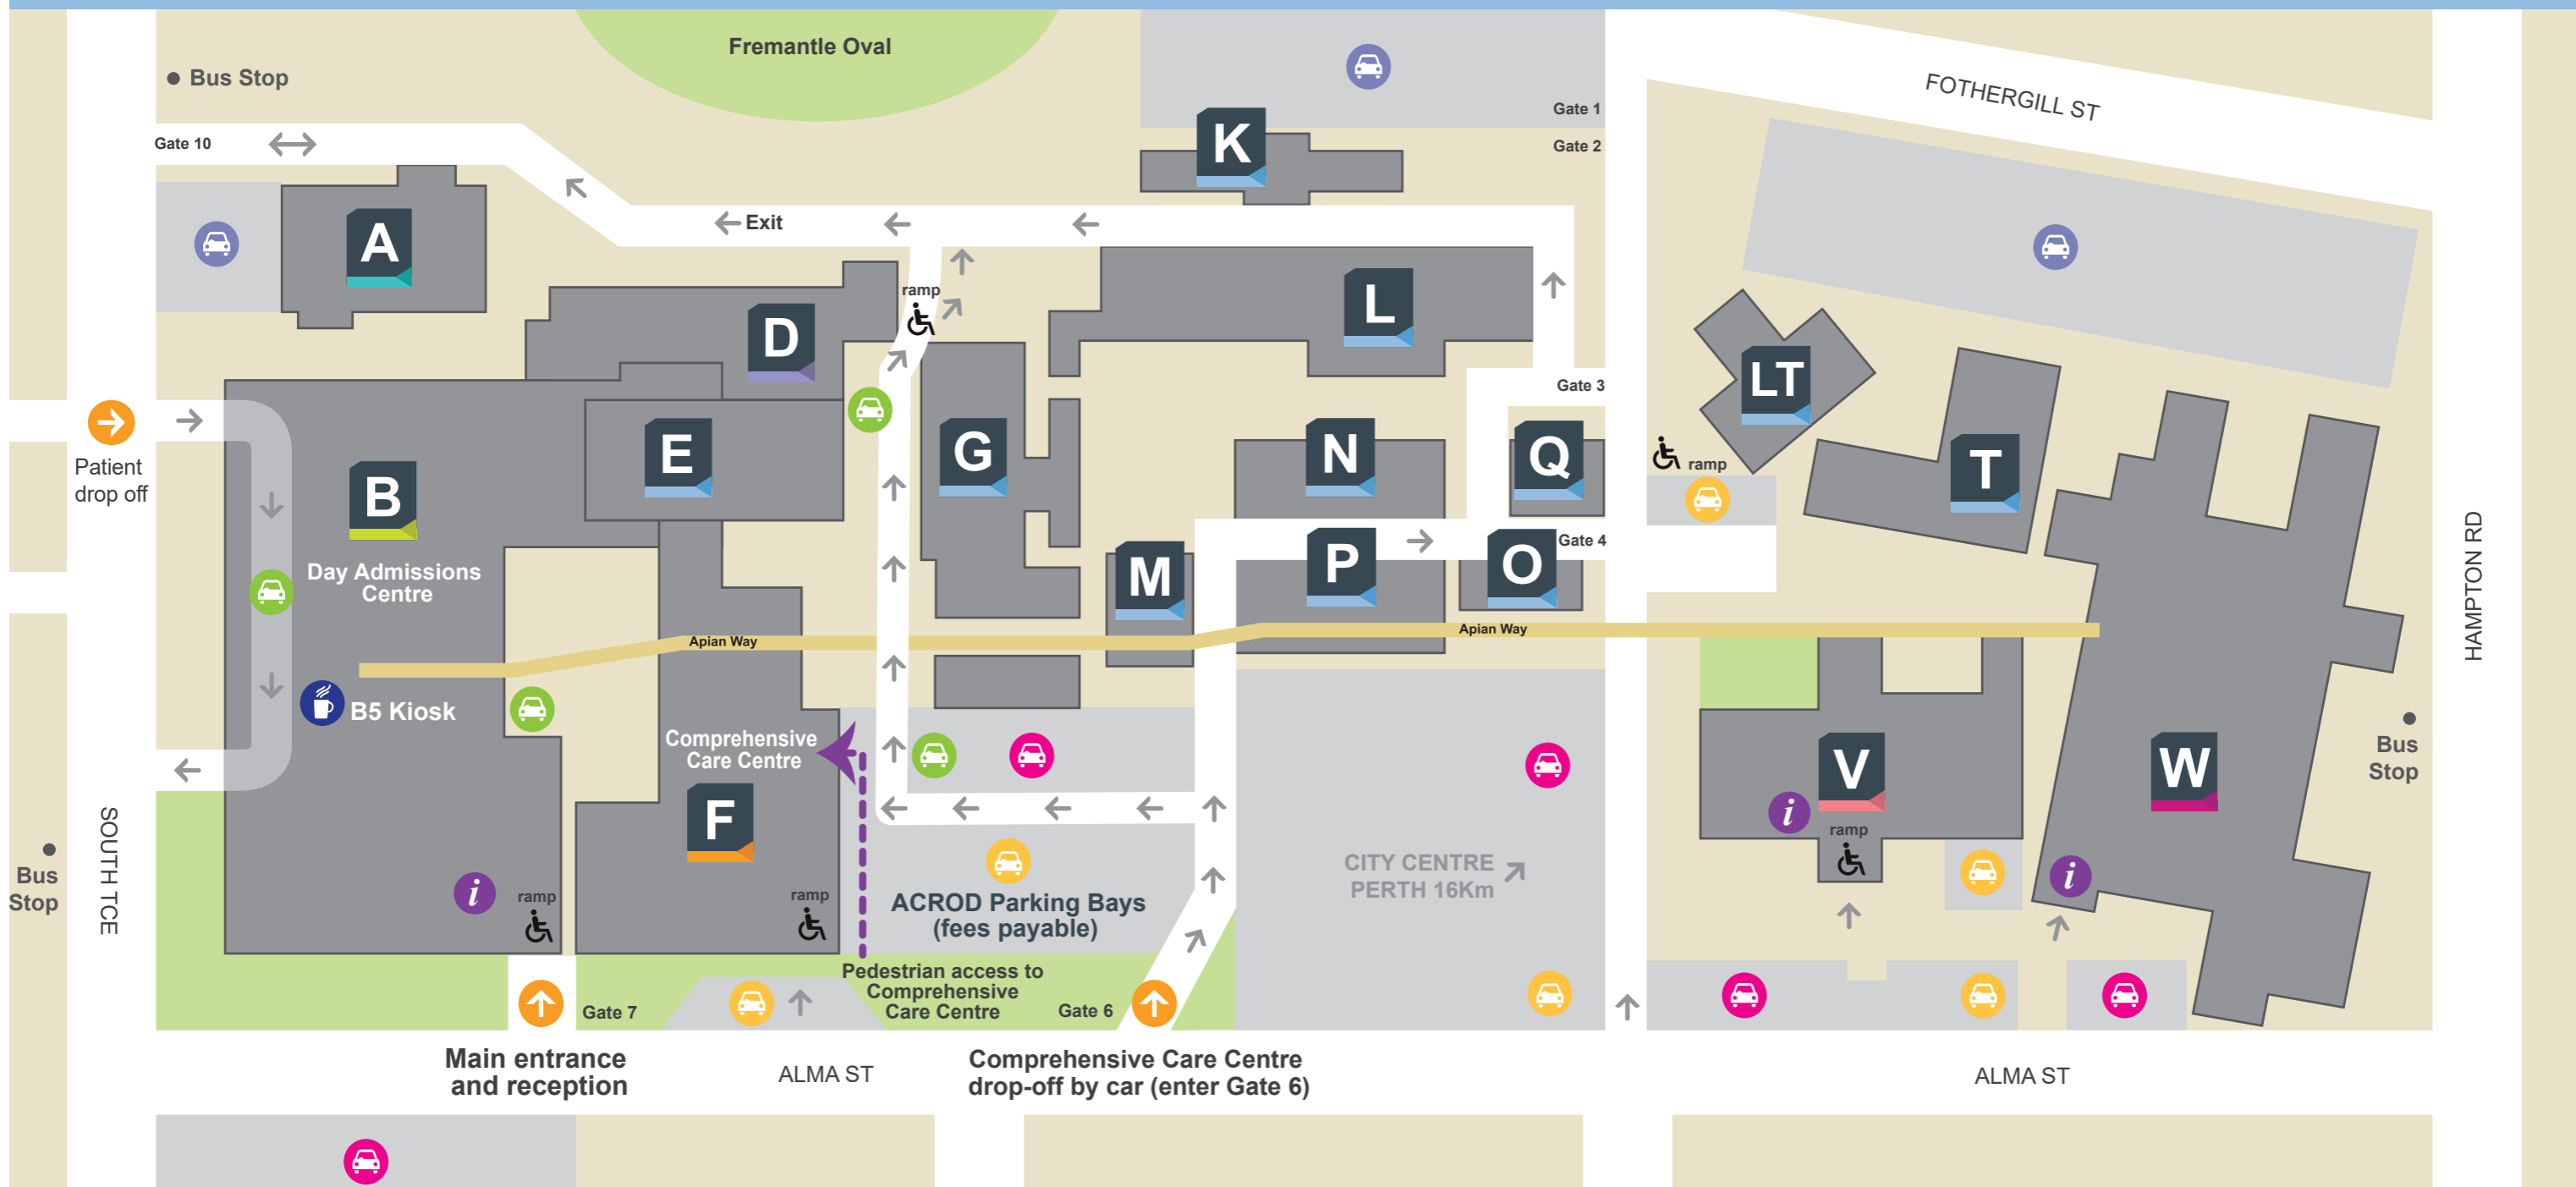 Fremantle Oval
Bus Stop
Gate 1
FOTHERGILL ST
Gate 10
K
Gate 2
A
Exit
D
ramp
L
LT
Gate 3
Patient
drop off
B
E
G
N
Q
ramp
T
HAMPTON RD
Day Admissions
Centre
M
P
O
Gate 4
Apian Way
Apian Way
B5 Kiosk
Comprehensive
Care Centre
F
V
W
Bus
Stop
SOUTH TCE
Bus
Stop
i
ramp
ramp
ACROD Parking Bays
(fees payable)
CITY CENTRE
PERTH 16Km
i
ramp
i
Gate 7
Pedestrian access to
Comprehensive
Care Centre
Gate 6
Main entrance
and reception
ALMA ST
Comprehensive Care Centre
drop-off by car (enter Gate 6)
ALMA ST